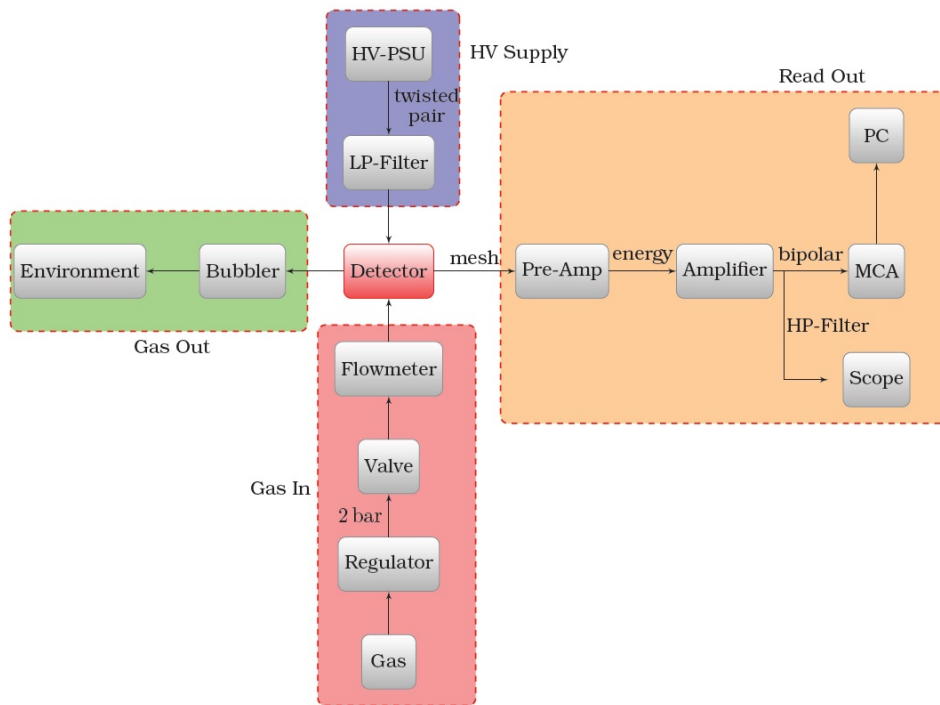 HV-PSU
HV Supply
twisted
pair
LP-Filter
Read Out
PC
Environment
Bubbler
Detector
mesh
Pre-Amp
energy
Amplifier
bipolar
MCA
HP-Filter
Scope
Gas Out
Flowmeter
Valve
Gas In
2 bar
Regulator
Gas